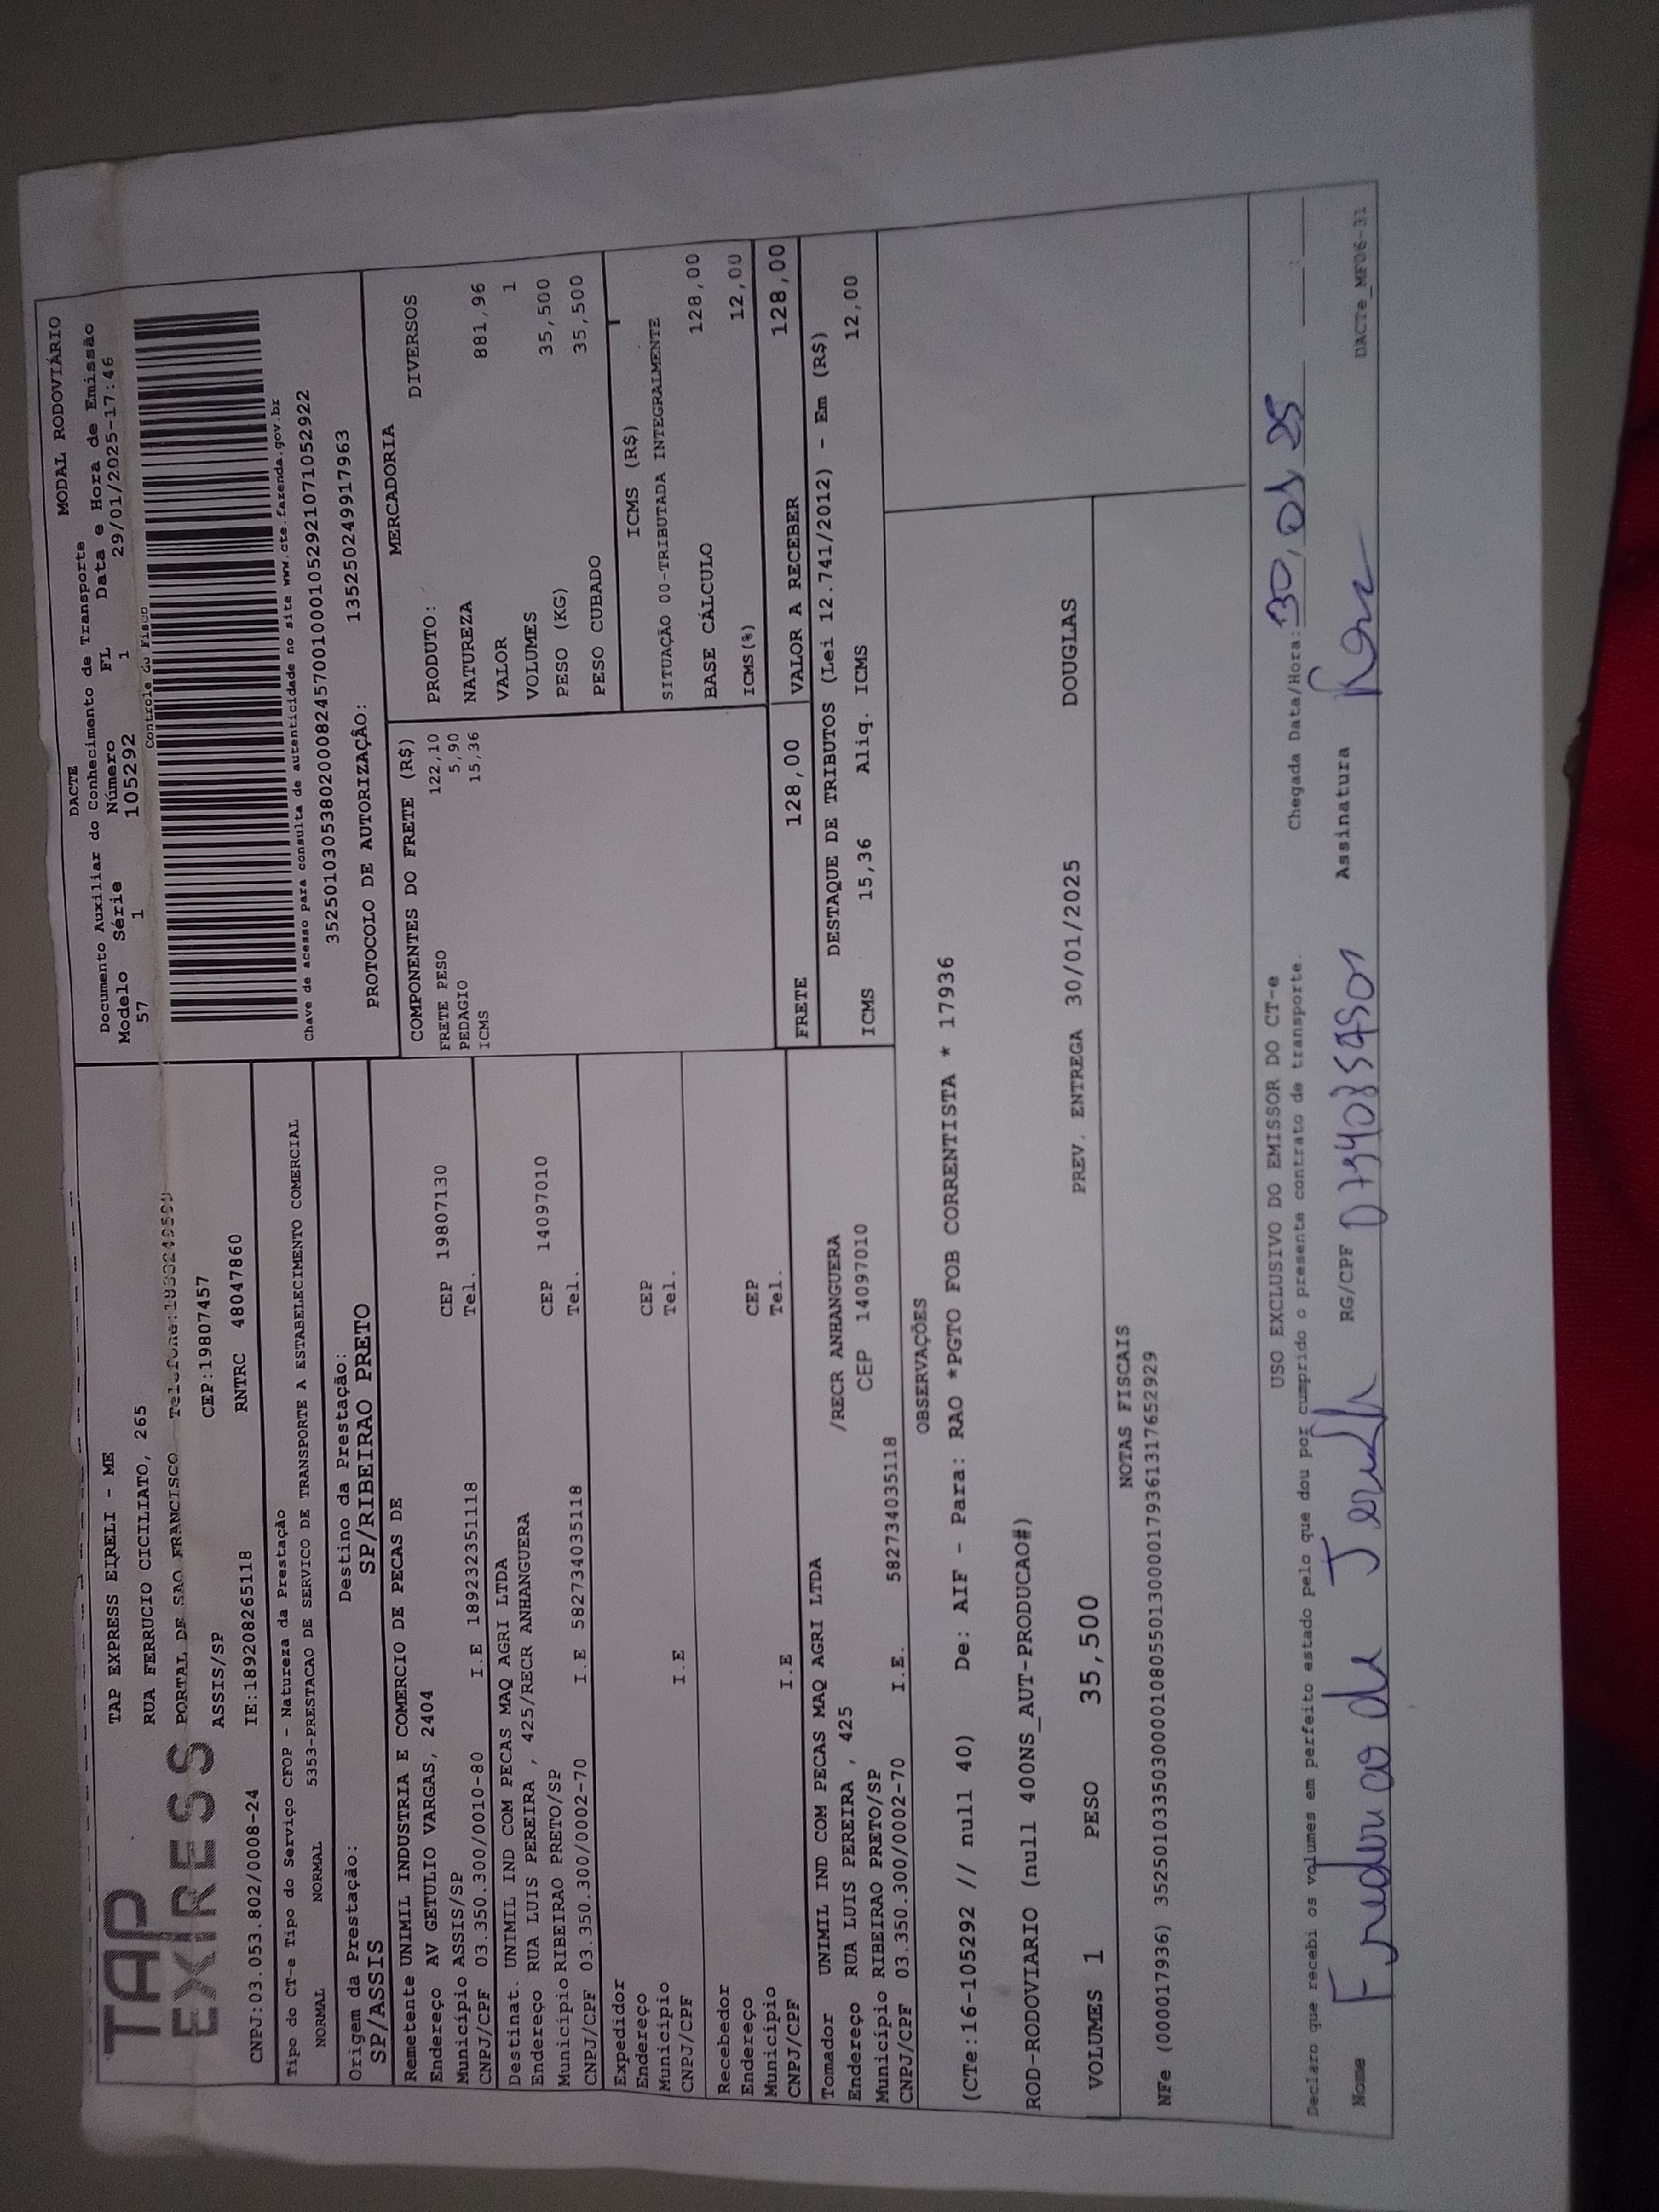 TAP
EXPRESS
TAP EXPRESS EIRELI - ME
RUA FERRUCIO CICILIATO, 265
PORTAL DE SAO FRANCISCO
ASSIS/SP CEP:19807457
CNPJ:03.053.802/0008-24 IE:189208265118 RNTRC 48047860
DACTE MODAL RODOVIÁRIO
Documento Auxiliar do Conhecimento de Transporte
Modelo Série Número FL Data e Hora de Emissão
57 1 105292 1 29/01/2025-17:46
Controle do Fisco
Chave de acesso para consulta de autenticidade no site www.cte.fazenda.gov.br
35250103053802000824570010001052921071052922
PROTOCOLO DE AUTORIZAÇÃO: 135250249917963
Tipo do CT-e Tipo do Serviço CFOP - Natureza da Prestação
NORMAL NORMAL 5353-PRESTACAO DE SERVICO DE TRANSPORTE A ESTABELECIMENTO COMERCIAL
Origem da Prestação: Destino da Prestação:
SP/ASSIS SP/RIBEIRAO PRETO
Remetente UNIMIL INDUSTRIA E COMERCIO DE PECAS DE
Endereço AV GETULIO VARGAS, 2404 CEP 19807130
Município ASSIS/SP Tel.
CNPJ/CPF 03.350.300/0010-80 I.E 189232351118
Destinat. UNIMIL IND COM PECAS MAQ AGRI LTDA
Endereço RUA LUIS PEREIRA , 425/RECR ANHANGUERA CEP 14097010
Município RIBEIRAO PRETO/SP Tel.
CNPJ/CPF 03.350.300/0002-70 I.E 582734035118
Expedidor
Endereço CEP
Município Tel.
CNPJ/CPF I.E
Recebedor
Endereço CEP
Município Tel.
CNPJ/CPF I.E
Tomador UNIMIL IND COM PECAS MAQ AGRI LTDA
Endereço RUA LUIS PEREIRA , 425 /RECR ANHANGUERA
Município RIBEIRAO PRETO/SP CEP 14097010
CNPJ/CPF 03.350.300/0002-70 I.E. 582734035118
COMPONENTES DO FRETE (R$)
FRETE PESO 122,10
PEDAGIO 5,90
ICMS 15,36
MERCADORIA
PRODUTO: DIVERSOS
NATUREZA
VALOR 881,96
VOLUMES 1
PESO (KG) 35,500
PESO CUBADO 35,500
ICMS (R$)
SITUAÇÃO 00-TRIBUTADA INTEGRALMENTE
BASE CÁLCULO 128,00
ICMS(%) 12,00
FRETE 128,00 VALOR A RECEBER 128,00
DESTAQUE DE TRIBUTOS (Lei 12.741/2012) - Em (R$)
ICMS 15,36 Aliq. ICMS 12,00
OBSERVAÇÕES
(CTe:16-105292 // null 40) De: AIF - Para: RAO *PGTO FOB CORRENTISTA * 17936
ROD-RODOVIARIO (null 400NS_AUT-PRODUCAO#)
VOLUMES 1 PESO 35,500 PREV. ENTREGA 30/01/2025 DOUGLAS
NOTAS FISCAIS
NFe (000017936) 35250103350300001080550130000179361317652929
USO EXCLUSIVO DO EMISSOR DO CT-e
Declaro que recebi os volumes em perfeito estado pelo que dou por cumprido o presente contrato de transporte. Chegada Data/Hora: 30,01,25
Nome RG/CPF Assinatura
DACTe_MF06-31